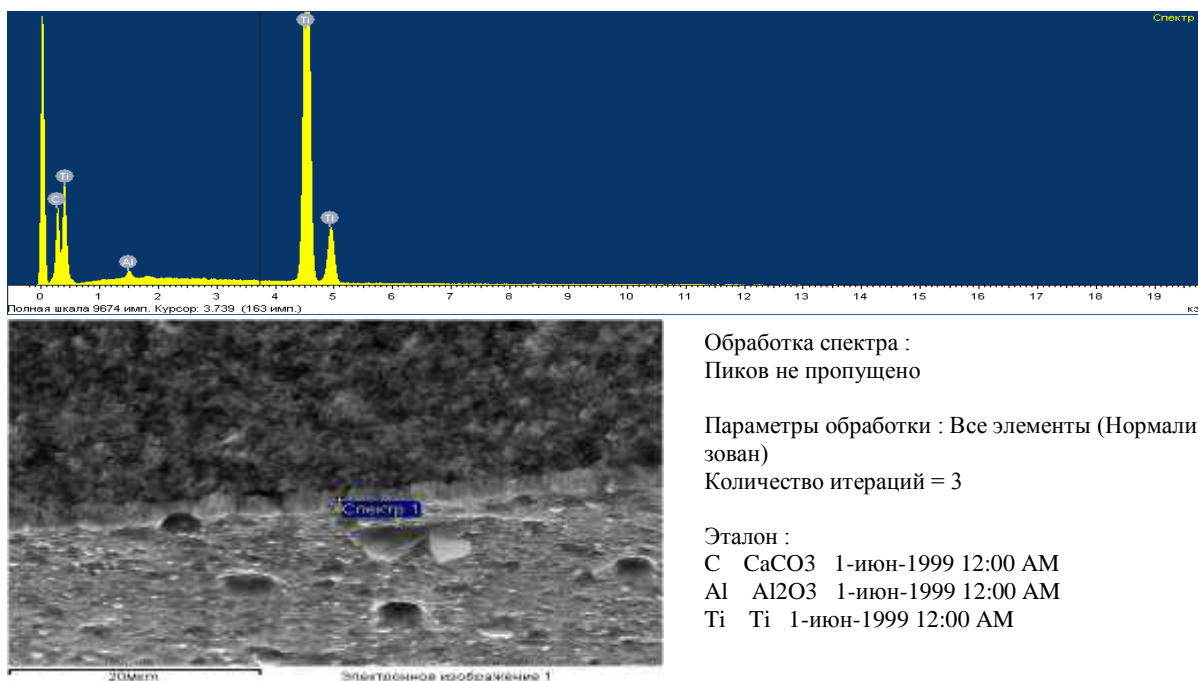 Спектр
Ti
Ti
C
Ti
Al
0 1 2 3 4 5 6 7 8 9 10 11 12 13 14 15 16 17 18 19
Полная шкала 9674 имп. Курсор: 3.739 (163 имп.)
кэ
Обработка спектра :
Пиков не пропущено
Параметры обработки : Все элементы (Нормали
зован)
Количество итераций = 3
Эталон :
C CaCO3 1-июн-1999 12:00 AM
Al Al2O3 1-июн-1999 12:00 AM
Ti Ti 1-июн-1999 12:00 AM
Спектр 1
20мкm Электронное изображение 1